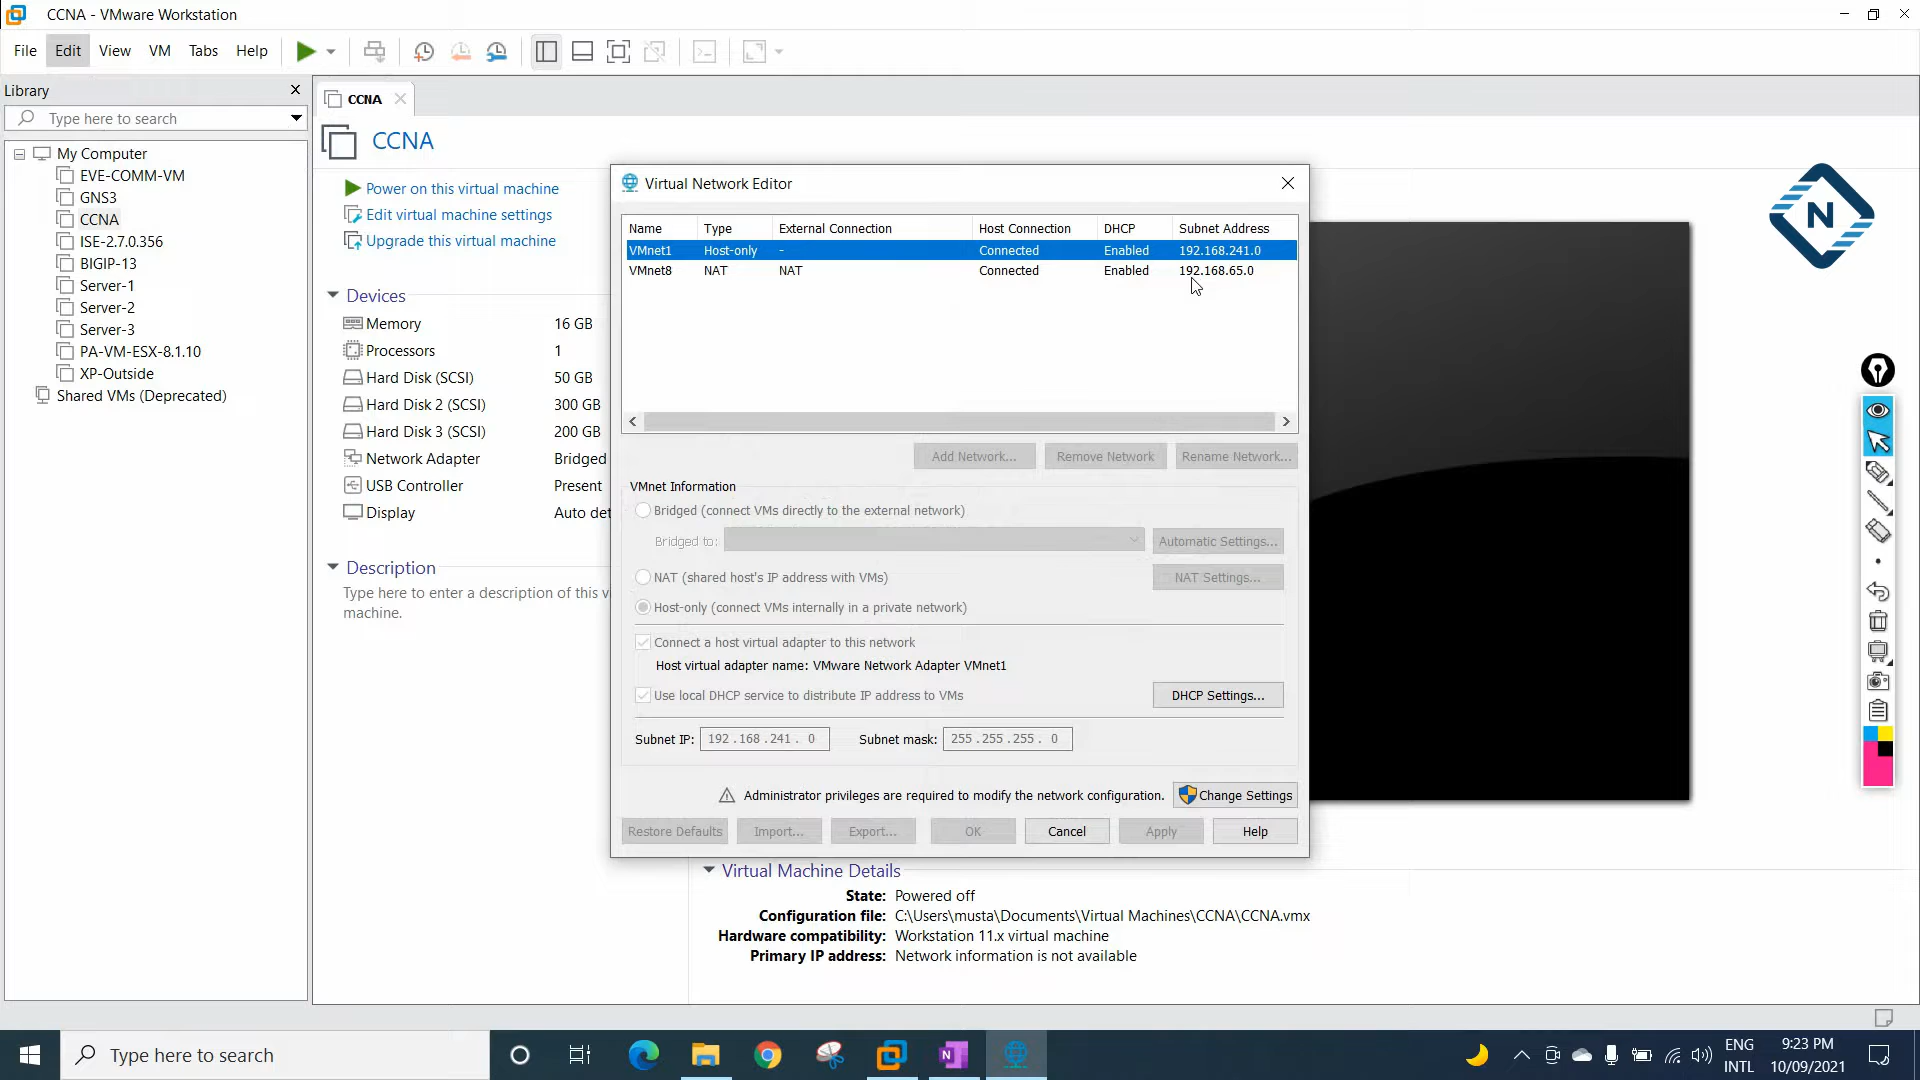 CCNA - VMware Workstation
File Edit View VM Tabs Help
Library
Type here to search
My Computer
EVE-COMM-VM
GNS3
CCNA
ISE-2.7.0.356
BIGIP-13
Server-1
Server-2
Server-3
PA-VM-ESX-8.1.10
XP-Outside
Shared VMs (Deprecated)
CCNA
CCNA
Power on this virtual machine
Edit virtual machine settings
Upgrade this virtual machine
Devices
Memory 16 GB
Processors 1
Hard Disk (SCSI) 50 GB
Hard Disk 2 (SCSI) 300 GB
Hard Disk 3 (SCSI) 200 GB
Network Adapter Bridged
USB Controller Present
Display Auto det
Description
Type here to enter a description of this v
machine.
Virtual Network Editor
Name Type External Connection Host Connection DHCP Subnet Address
VMnet1 Host-only - Connected Enabled 192.168.241.0
VMnet8 NAT NAT Connected Enabled 192.168.65.0
Add Network... Remove Network Rename Network...
VMnet Information
Bridged (connect VMs directly to the external network)
Bridged to: Automatic Settings...
NAT (shared host's IP address with VMs) NAT Settings...
Host-only (connect VMs internally in a private network)
Connect a host virtual adapter to this network
Host virtual adapter name: VMware Network Adapter VMnet1
Use local DHCP service to distribute IP address to VMs DHCP Settings...
Subnet IP: 192 . 168 . 241 . 0 Subnet mask: 255 . 255 . 255 . 0
Administrator privileges are required to modify the network configuration. Change Settings
Restore Defaults Import... Export... OK Cancel Apply Help
Virtual Machine Details
State: Powered off
Configuration file: C:\Users\musta\Documents\Virtual Machines\CCNA\CCNA.vmx
Hardware compatibility: Workstation 11.x virtual machine
Primary IP address: Network information is not available
N
Type here to search
N
ENG
INTL
9:23 PM
10/09/2021